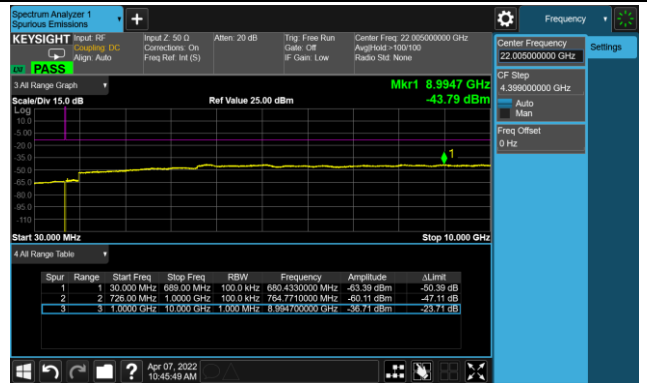 Spectrum Analyzer 1
Spurious Emissions
Frequency
KEYSIGHT Input: RF Input Z: 50 Ω Atten: 20 dB Trig: Free Run Center Freq: 22.005000000 GHz
Coupling: DC Corrections: On Gate: Off Avg|Hold:>100/100
Align: Auto Freq Ref: Int (S) IF Gain: Low Radio Std: None
PASS
Center Frequency
22.005000000 GHz
Settings
CF Step
4.399000000 GHz
Auto
Man
Freq Offset
0 Hz
3 All Range Graph
Mkr1 8.9947 GHz
Scale/Div 15.0 dB Ref Value 25.00 dBm -43.79 dBm
Log
10.0
-5.00
-20.0
-35.0
-50.0
-65.0
-80.0
-95.0
-110
1
Start 30.000 MHz Stop 10.000 GHz
4 All Range Table
Spur Range Start Freq Stop Freq RBW Frequency Amplitude ΔLimit
1 1 30.000 MHz 689.00 MHz 100.0 kHz 680.4330000 MHz -63.39 dBm -50.39 dB
2 2 726.00 MHz 1.0000 GHz 100.0 kHz 764.7710000 MHz -60.11 dBm -47.11 dB
3 3 1.0000 GHz 10.000 GHz 1.000 MHz 8.994700000 GHz -36.71 dBm -23.71 dB
? Apr 07, 2022
10:45:49 AM